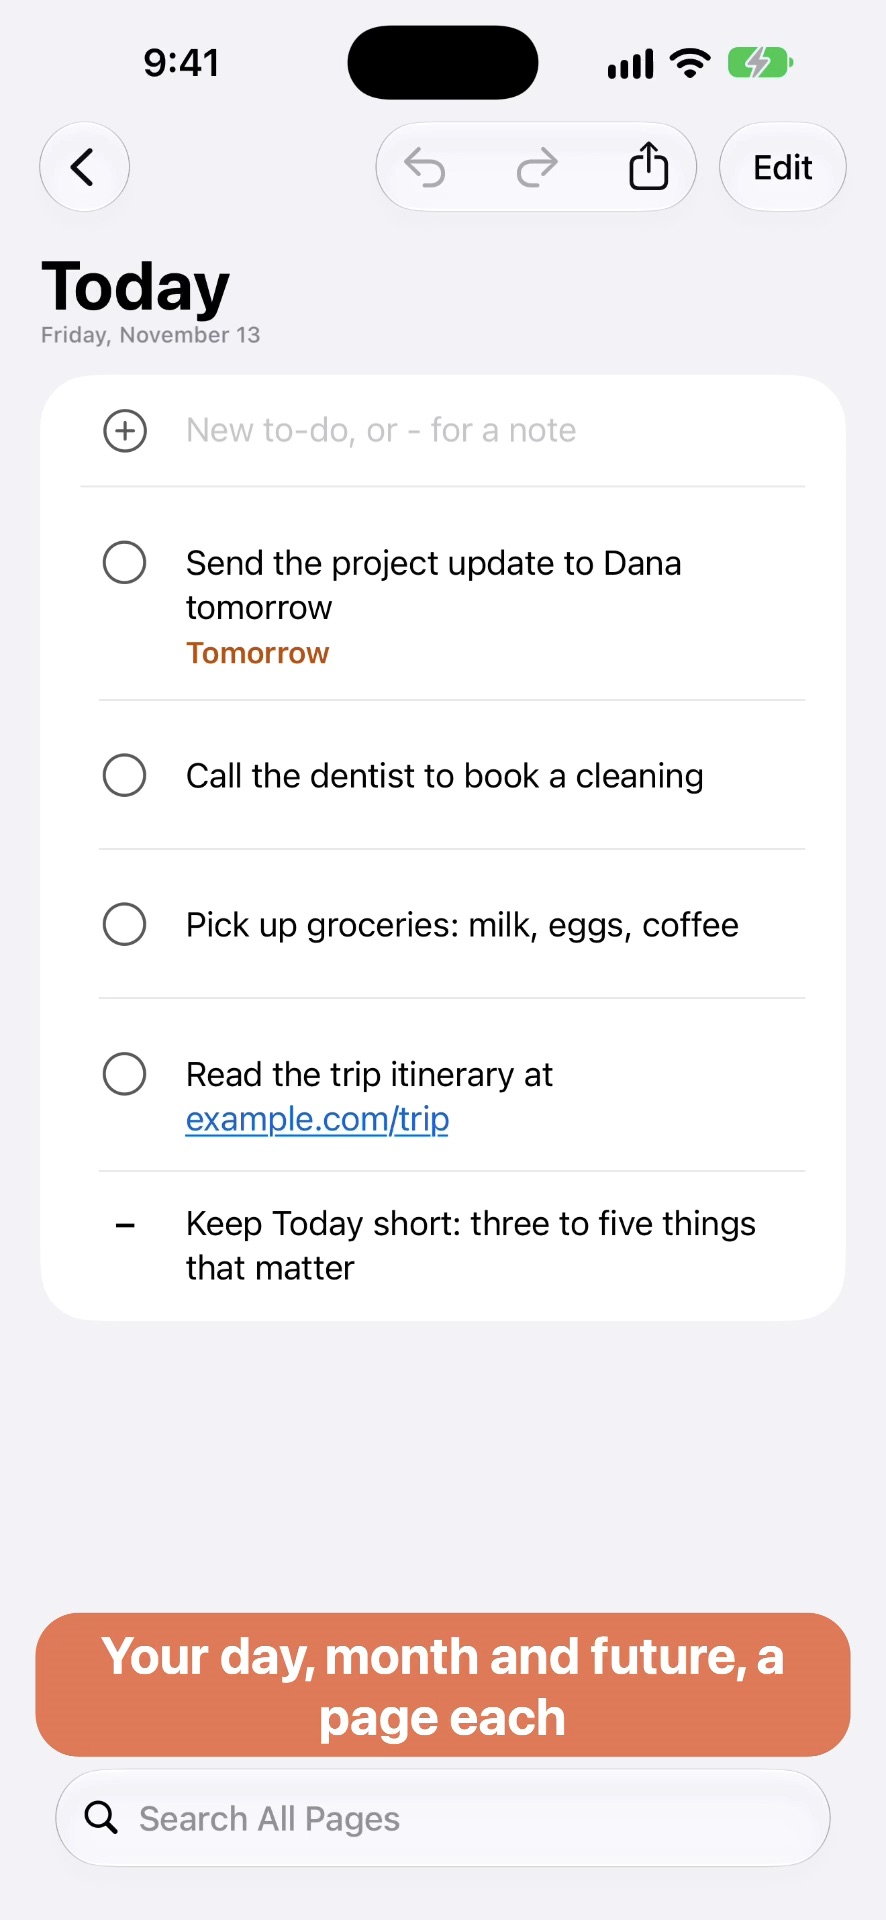 9:41
Edit
Today
Friday, November 13
New to-do, or - for a note
Send the project update to Dana
tomorrow
Tomorrow
Call the dentist to book a cleaning
Pick up groceries: milk, eggs, coffee
Read the trip itinerary at
example.com/trip
– Keep Today short: three to five things
that matter
Your day, month and future, a
page each
Search All Pages